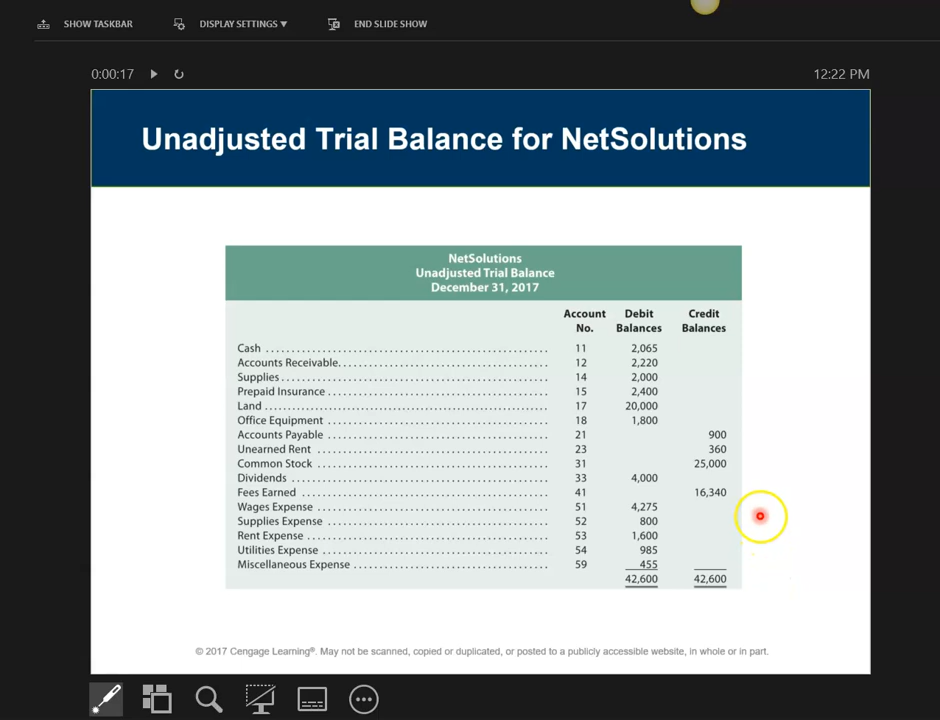 SHOW TASKBAR DISPLAY SETTINGS ▼ END SLIDE SHOW
0:00:17 12:22 PM
Unadjusted Trial Balance for NetSolutions
NetSolutions
Unadjusted Trial Balance
December 31, 2017
Account Debit Credit
No. Balances Balances
Cash 11 2,065
Accounts Receivable 12 2,220
Supplies 14 2,000
Prepaid Insurance 15 2,400
Land 17 20,000
Office Equipment 18 1,800
Accounts Payable 21 900
Unearned Rent 23 360
Common Stock 31 25,000
Dividends 33 4,000
Fees Earned 41 16,340
Wages Expense 51 4,275
Supplies Expense 52 800
Rent Expense 53 1,600
Utilities Expense 54 985
Miscellaneous Expense 59 455
42,600 42,600
© 2017 Cengage Learning®. May not be scanned, copied or duplicated, or posted to a publicly accessible website, in whole or in part.